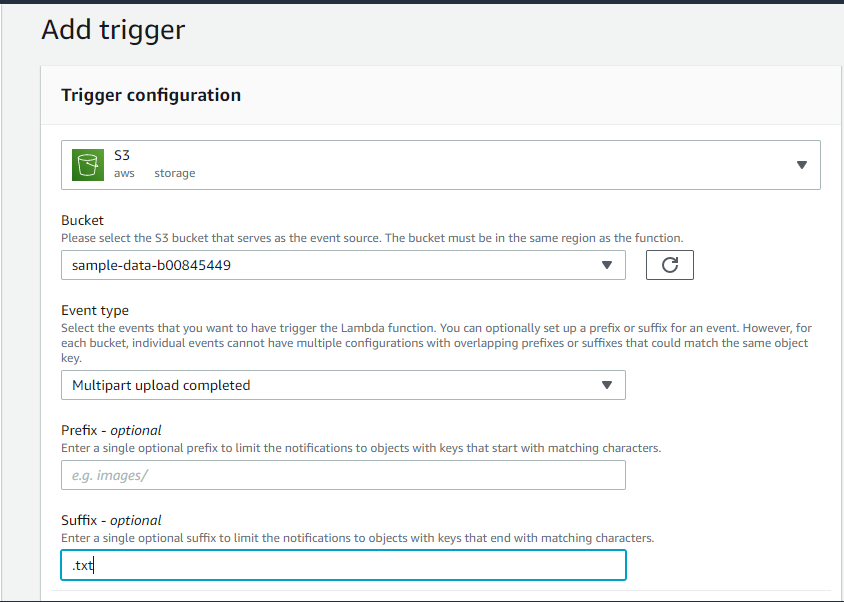 Add trigger
Trigger configuration
S3
aws storage
Bucket
Please select the S3 bucket that serves as the event source. The bucket must be in the same region as the function.
sample-data-b00845449
Event type
Select the events that you want to have trigger the Lambda function. You can optionally set up a prefix or suffix for an event. However, for
each bucket, individual events cannot have multiple configurations with overlapping prefixes or suffixes that could match the same object
key.
Multipart upload completed
Prefix - optional
Enter a single optional prefix to limit the notifications to objects with keys that start with matching characters.
e.g. images/
Suffix - optional
Enter a single optional suffix to limit the notifications to objects with keys that end with matching characters.
.txt